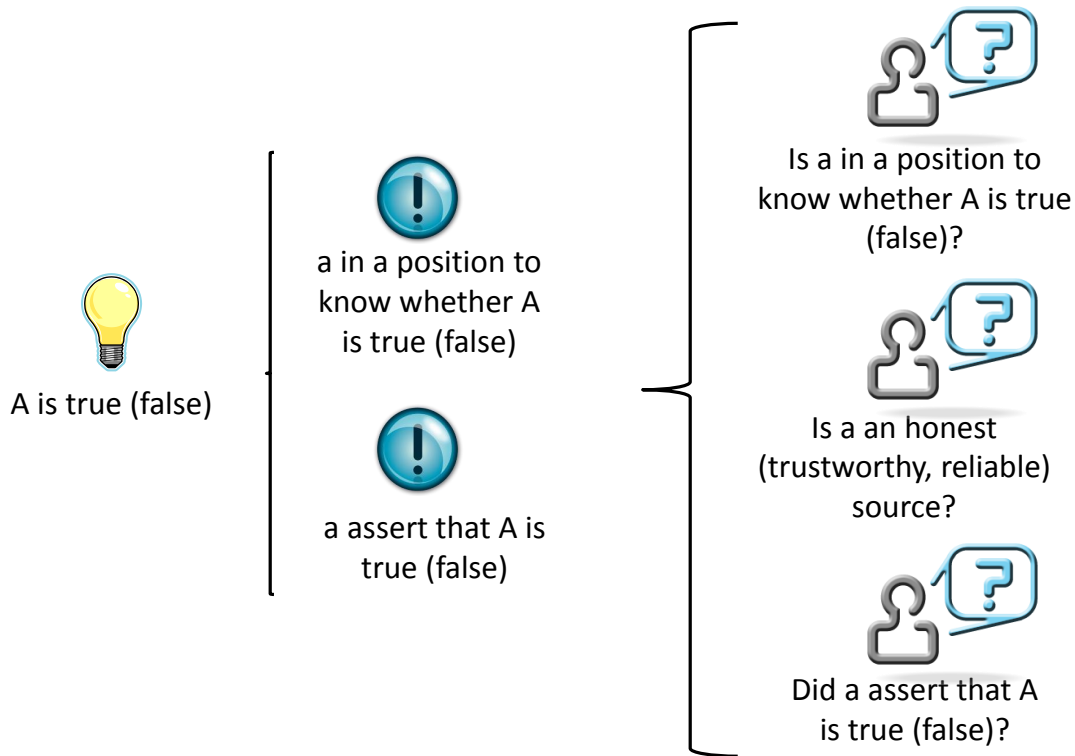 A is true (false)
a in a position to
know whether A
is true (false)
a assert that A is
true (false)
Is a in a position to
know whether A is true
(false)?
Is a an honest
(trustworthy, reliable)
source?
Did a assert that A
is true (false)?